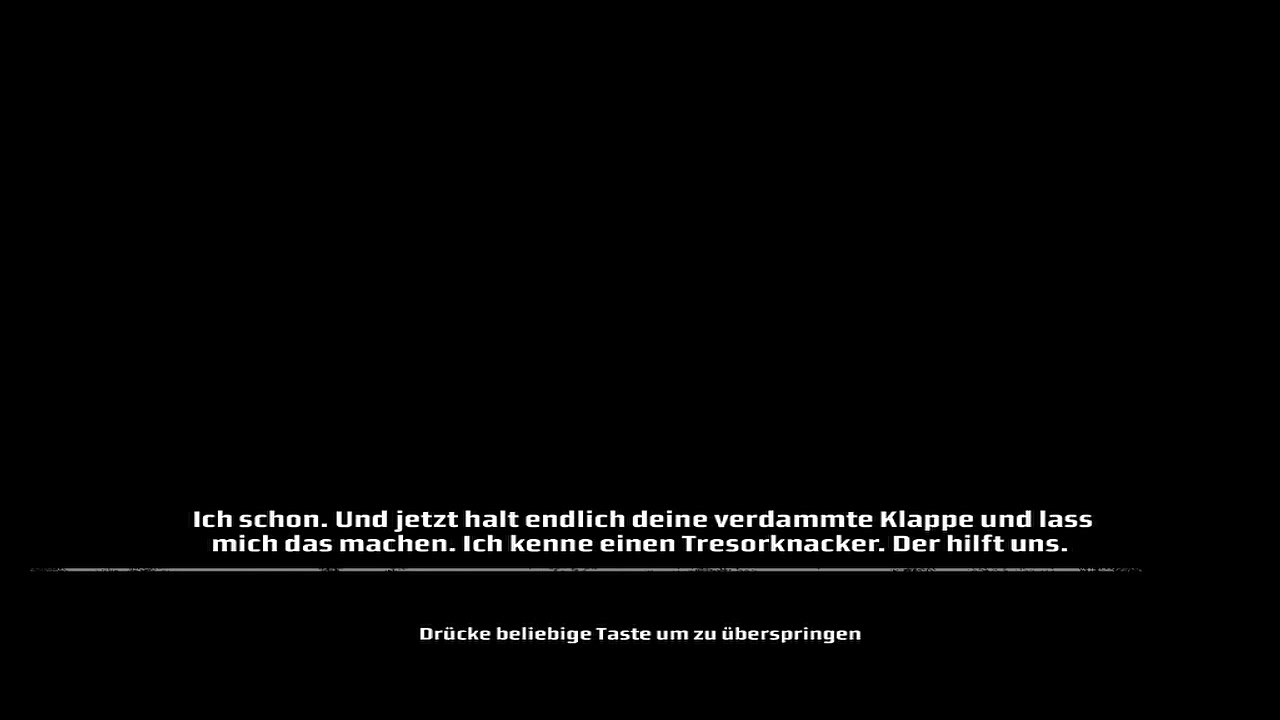 Ich schon. Und jetzt halt endlich deine verdammte Klappe und lass
mich das machen. Ich kenne einen Tresorknacker. Der hilft uns.
Drücke beliebige Taste um zu überspringen